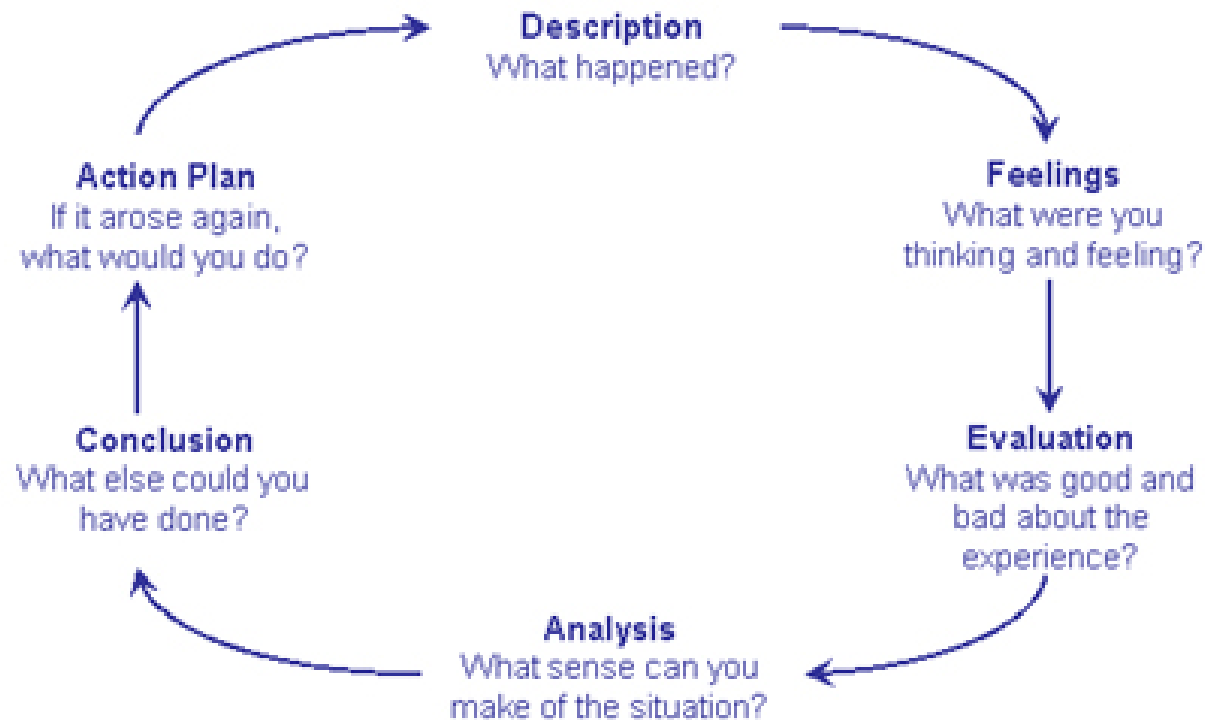 Description
What happened?
Feelings
What were you
thinking and feeling?
Evaluation
What was good and
bad about the
experience?
Analysis
What sense can you
make of the situation?
Conclusion
What else could you
have done?
Action Plan
If it arose again,
what would you do?